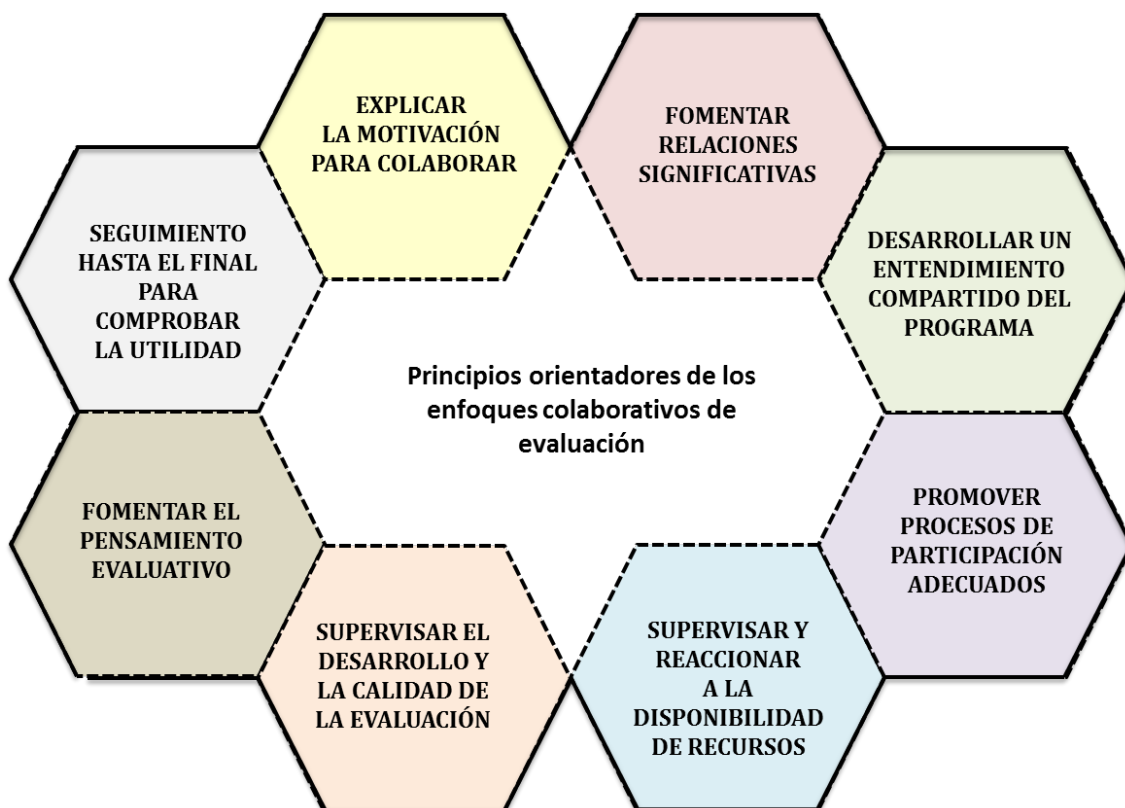 EXPLICAR
LA MOTIVACIÓN
PARA COLABORAR
FOMENTAR
RELACIONES
SIGNIFICATIVAS
DESARROLLAR UN
ENTENDIMIENTO
COMPARTIDO DEL
PROGRAMA
PROMOVER
PROCESOS DE
PARTICIPACIÓN
ADECUADOS
SUPERVISAR Y
REACCIONAR
A LA
DISPONIBILIDAD
DE RECURSOS
SUPERVISAR EL
DESARROLLO Y
LA CALIDAD DE
LA EVALUACIÓN
FOMENTAR EL
PENSAMIENTO
EVALUATIVO
SEGUIMIENTO
HASTA EL FINAL
PARA
COMPROBAR
LA UTILIDAD
Principios orientadores de los
enfoques colaborativos de
evaluación